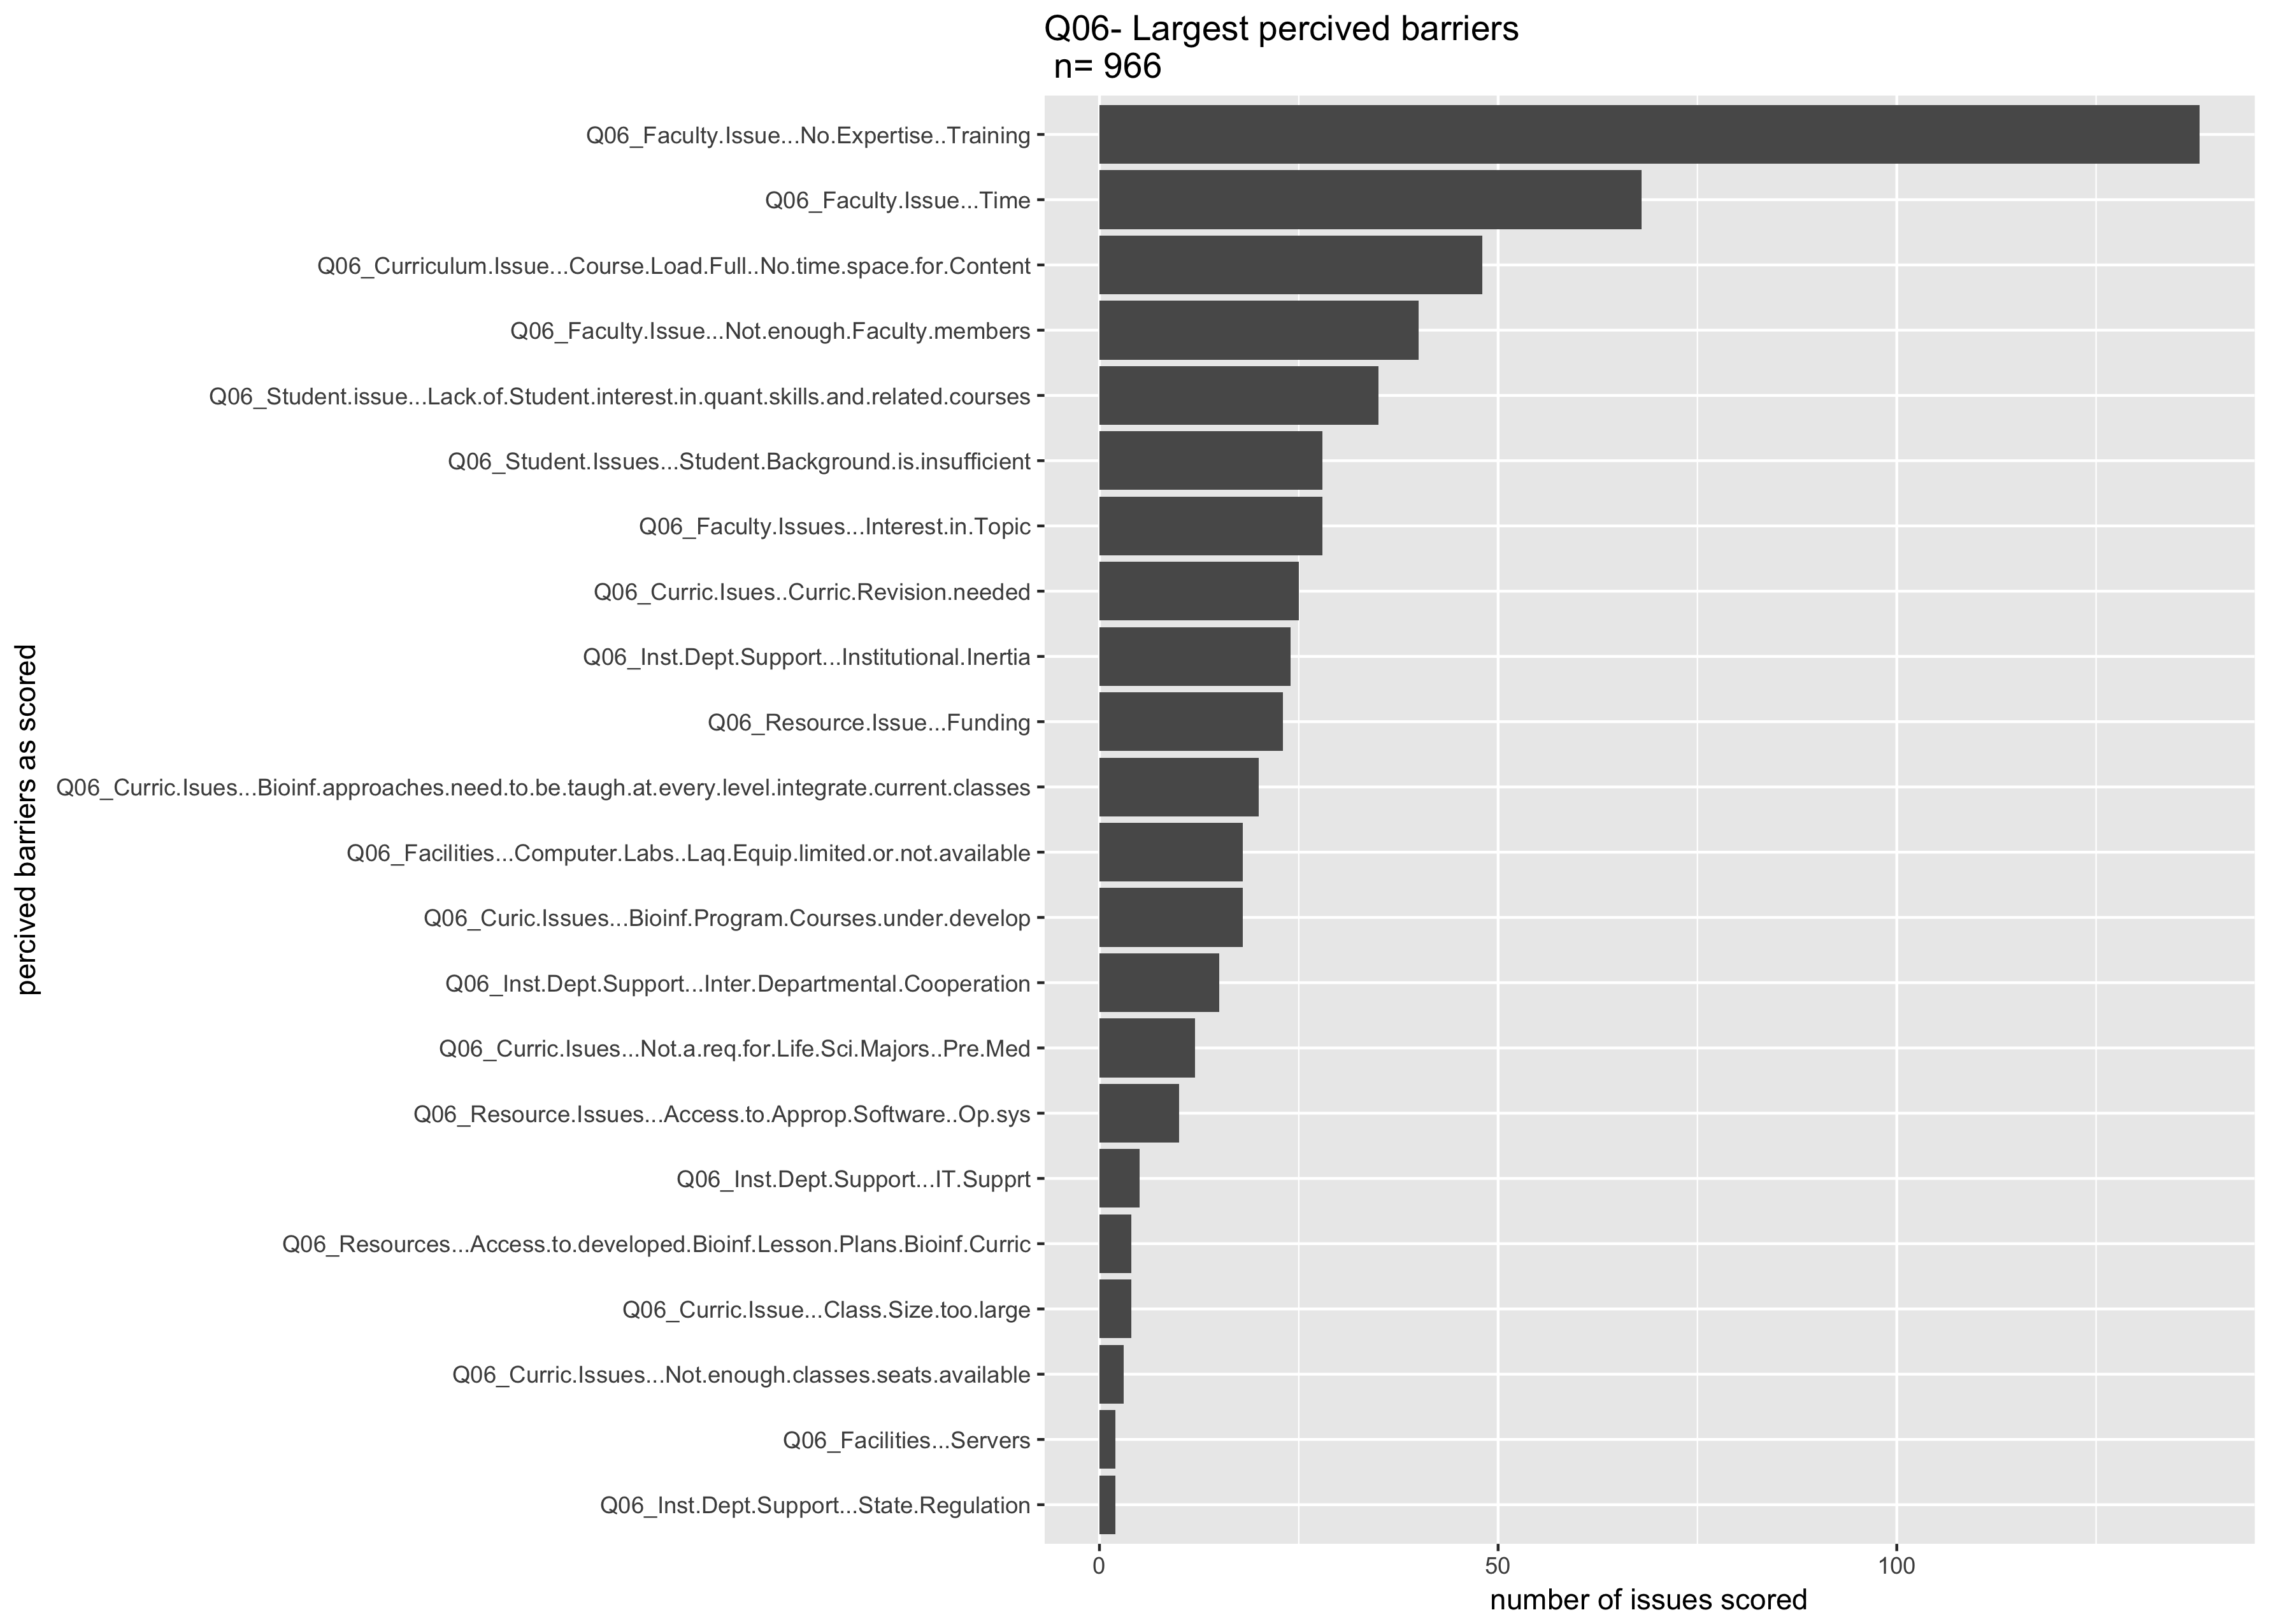 Q06- Largest percived barriers
n= 966
percived barriers as scored
Q06_Faculty.Issue...No.Expertise..Training
Q06_Faculty.Issue...Time
Q06_Curriculum.Issue...Course.Load.Full..No.time.space.for.Content
Q06_Faculty.Issue...Not.enough.Faculty.members
Q06_Student.issue...Lack.of.Student.interest.in.quant.skills.and.related.courses
Q06_Student.Issues...Student.Background.is.insufficient
Q06_Faculty.Issues...Interest.in.Topic
Q06_Curric.Isues..Curric.Revision.needed
Q06_Inst.Dept.Support...Institutional.Inertia
Q06_Resource.Issue...Funding
Q06_Curric.Isues...Bioinf.approaches.need.to.be.taugh.at.every.level.integrate.current.classes
Q06_Facilities...Computer.Labs..Laq.Equip.limited.or.not.available
Q06_Curic.Issues...Bioinf.Program.Courses.under.develop
Q06_Inst.Dept.Support...Inter.Departmental.Cooperation
Q06_Curric.Isues...Not.a.req.for.Life.Sci.Majors..Pre.Med
Q06_Resource.Issues...Access.to.Approp.Software..Op.sys
Q06_Inst.Dept.Support...IT.Supprt
Q06_Resources...Access.to.developed.Bioinf.Lesson.Plans.Bioinf.Curric
Q06_Curric.Issue...Class.Size.too.large
Q06_Curric.Issues...Not.enough.classes.seats.available
Q06_Facilities...Servers
Q06_Inst.Dept.Support...State.Regulation
0 50 100
number of issues scored